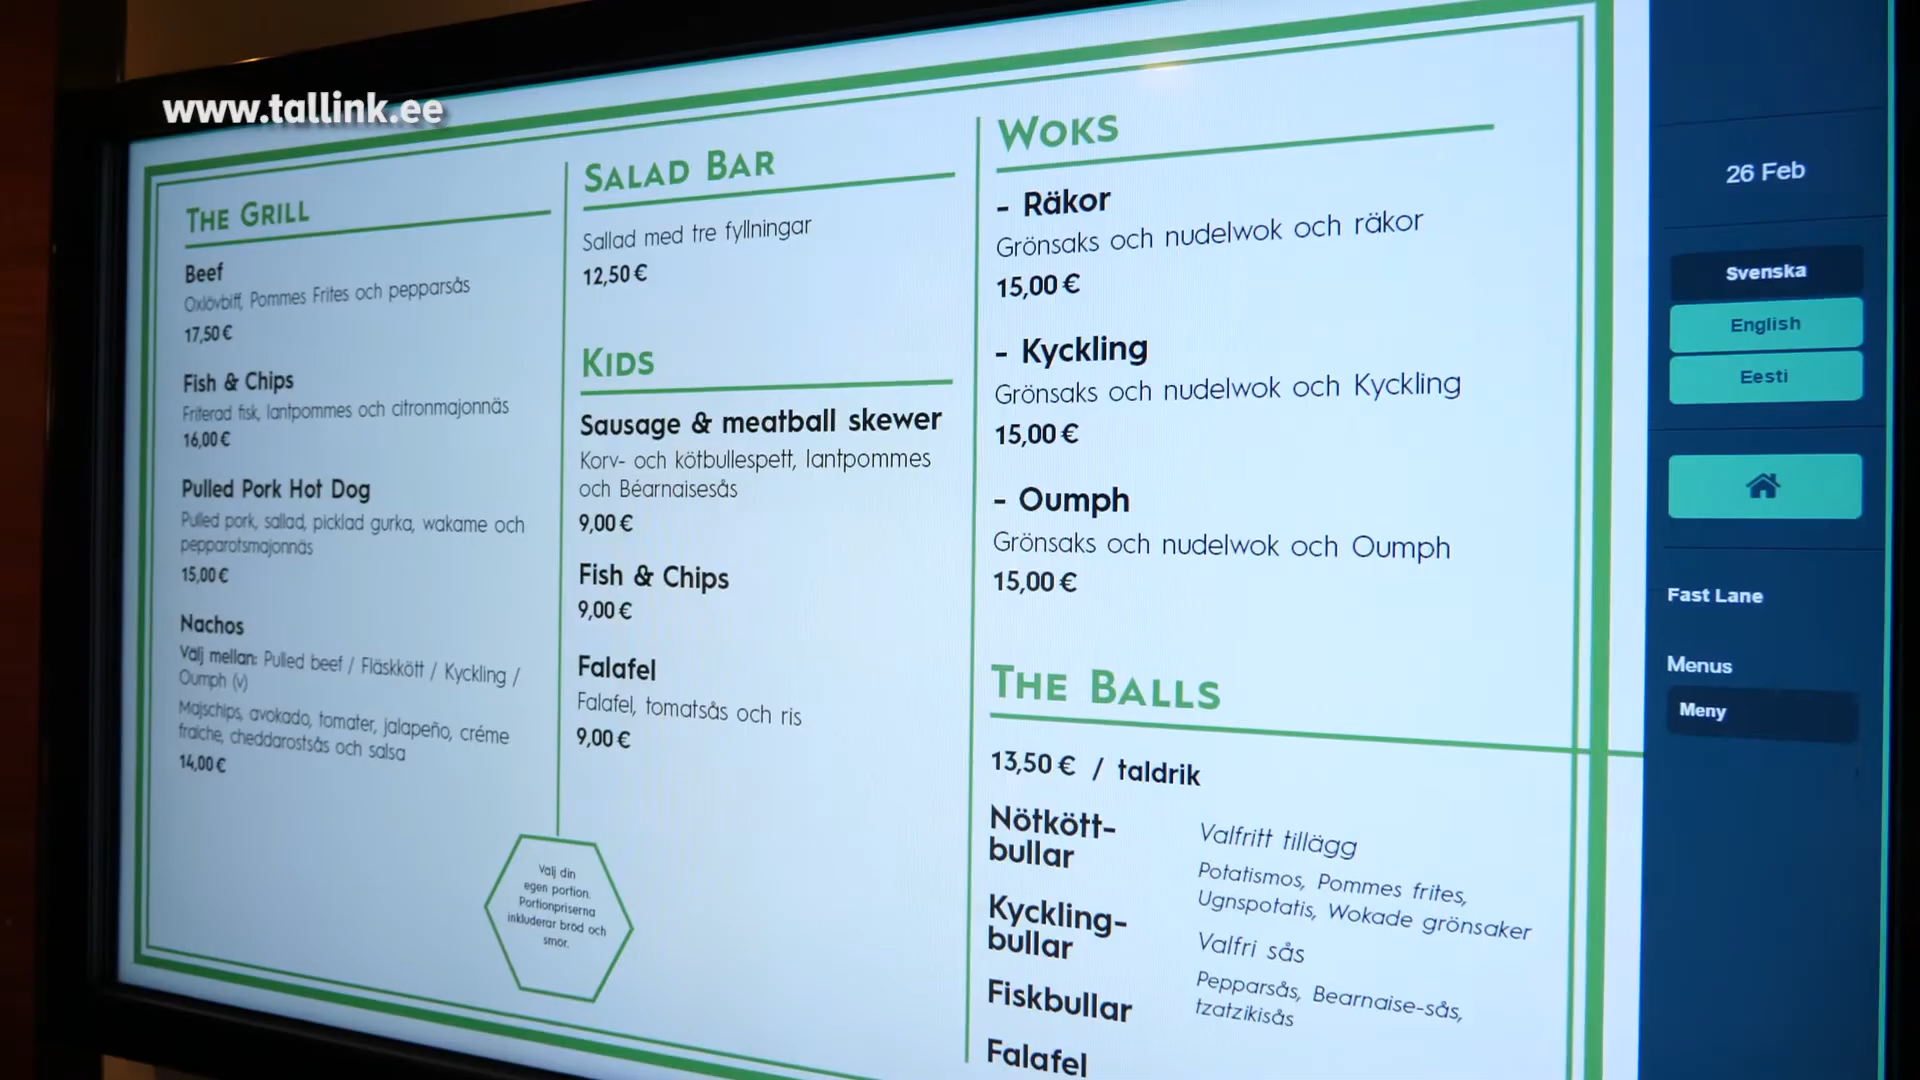 www.tallink.ee
THE GRILL
Beef
Oxlövbiff, Pommes Frites och pepparsås
17,50 €
Fish & Chips
Friterad fisk, lantpommes och citronmajonnäs
16,00 €
Pulled Pork Hot Dog
Pulled pork, sallad, picklad gurka, wakame och
pepparotsmajonnäs
15,00 €
Nachos
Välj mellan: Pulled beef / Fläskkött / Kyckling /
Oumph (v)
Majschips, avokado, tomater, jalapeño, créme
fraiche, cheddarostsås och salsa
14,00 €
Välj din
egen portion.
Portionpriserna
inkluderar bröd och
smör.
SALAD BAR
Sallad med tre fyllningar
12,50 €
KIDS
Sausage & meatball skewer
Korv- och kötbullespett, lantpommes
och Béarnaisesås
9,00 €
Fish & Chips
9,00 €
Falafel
Falafel, tomatsås och ris
9,00 €
WOKS
- Räkor
Grönsaks och nudelwok och räkor
15,00 €
- Kyckling
Grönsaks och nudelwok och Kyckling
15,00 €
- Oumph
Grönsaks och nudelwok och Oumph
15,00 €
THE BALLS
13,50 € / taldrik
Nötkött-
bullar
Kyckling-
bullar
Fiskbullar
Falafel
Valfritt tillägg
Potatismos, Pommes frites,
Ugnspotatis, Wokade grönsaker
Valfri sås
Pepparsås, Bearnaise-sås,
tzatzikisås
26 Feb
Svenska
English
Eesti
Fast Lane
Menus
Meny